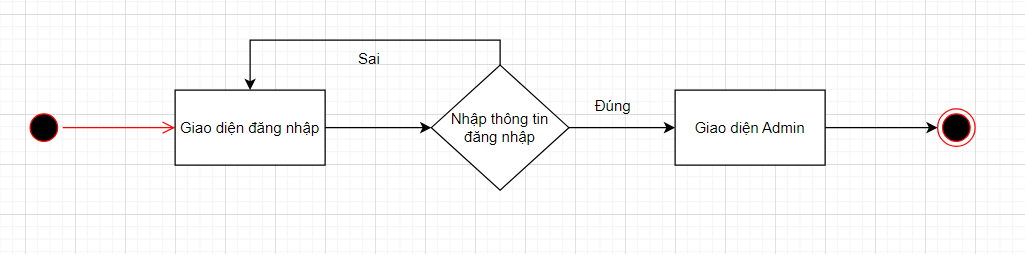 Sai
Giao diện đăng nhập
Nhập thông tin
đăng nhập
Đúng
Giao diện Admin